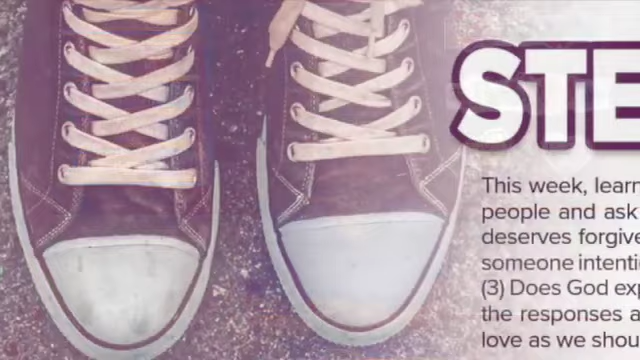 STE
This week, learn
people and ask
deserves forgive
someone intenti
(3) Does God exp
the responses a
love as we shou